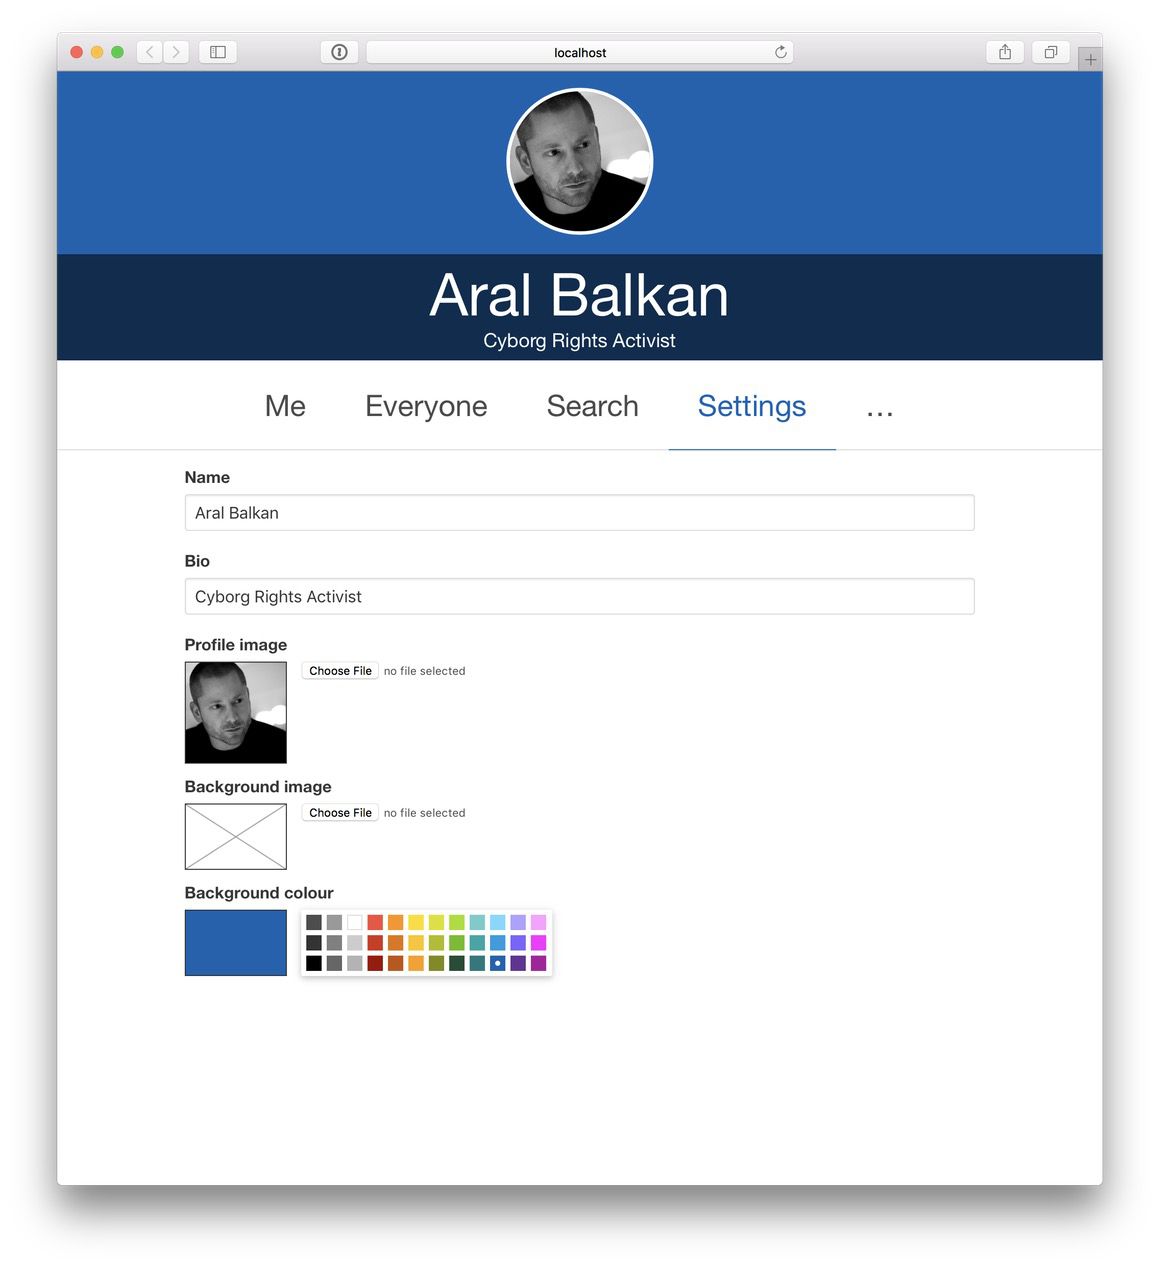 localhost
Aral Balkan
Cyborg Rights Activist
Me Everyone Search Settings ...
Name
Aral Balkan
Bio
Cyborg Rights Activist
Profile image
Choose File no file selected
Background image
Choose File no file selected
Background colour